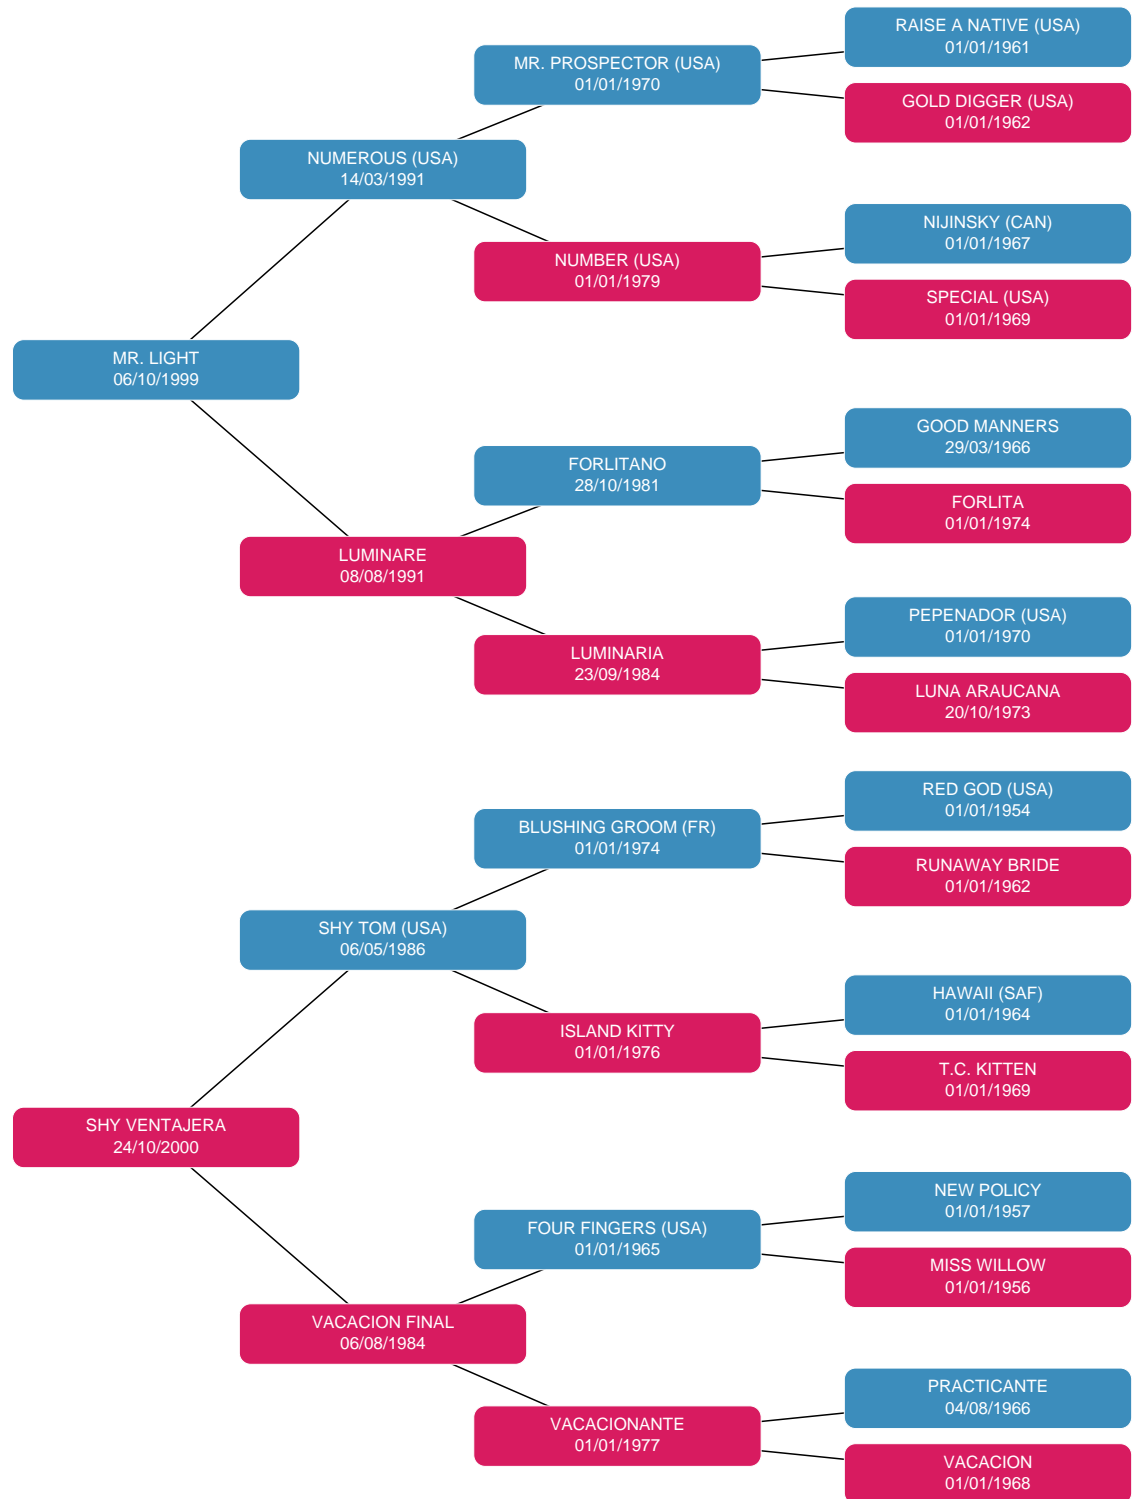 RAISE A NATIVE (USA)
01/01/1961
MR. PROSPECTOR (USA)
01/01/1970
GOLD DIGGER (USA)
01/01/1962
NUMEROUS (USA)
14/03/1991
NIJINSKY (CAN)
01/01/1967
NUMBER (USA)
01/01/1979
SPECIAL (USA)
01/01/1969
MR. LIGHT
06/10/1999
GOOD MANNERS
29/03/1966
FORLITANO
28/10/1981
FORLITA
01/01/1974
LUMINARE
08/08/1991
PEPENADOR (USA)
01/01/1970
LUMINARIA
23/09/1984
LUNA ARAUCANA
20/10/1973
RED GOD (USA)
01/01/1954
BLUSHING GROOM (FR)
01/01/1974
RUNAWAY BRIDE
01/01/1962
SHY TOM (USA)
06/05/1986
HAWAII (SAF)
01/01/1964
ISLAND KITTY
01/01/1976
T.C. KITTEN
01/01/1969
SHY VENTAJERA
24/10/2000
NEW POLICY
01/01/1957
FOUR FINGERS (USA)
01/01/1965
MISS WILLOW
01/01/1956
VACACION FINAL
06/08/1984
PRACTICANTE
04/08/1966
VACACIONANTE
01/01/1977
VACACION
01/01/1968